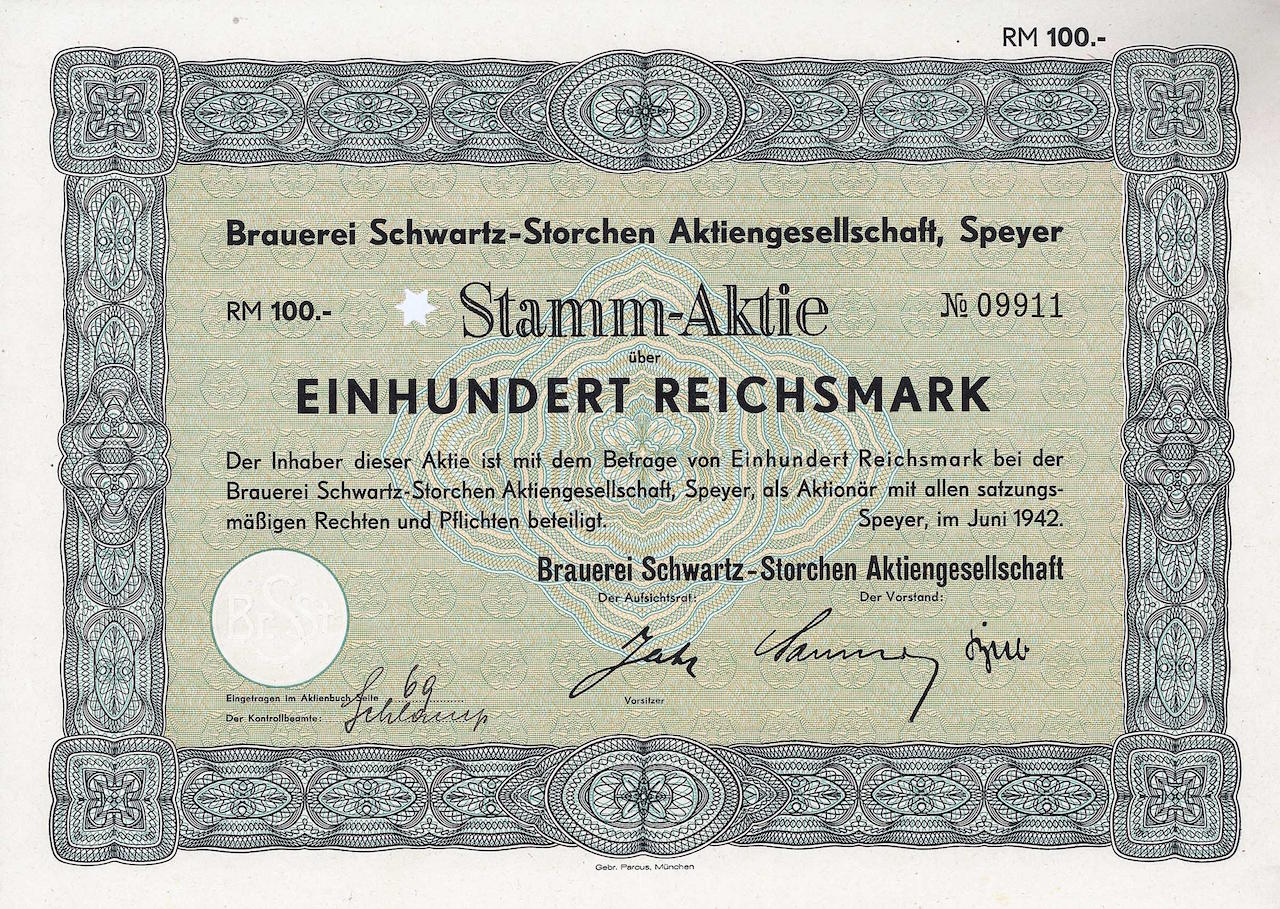 RM 100.-
Brauerei Schwartz-Storchen Aktiengesellschaft, Speyer
RM 100.- Stamm-Aktie № 09911
über
EINHUNDERT REICHSMARK
Der Inhaber dieser Aktie ist mit dem Betrage von Einhundert Reichsmark bei der
Brauerei Schwartz-Storchen Aktiengesellschaft, Speyer, als Aktionär mit allen satzungs-
mäßigen Rechten und Pflichten beteiligt. Speyer, im Juni 1942.
Brauerei Schwartz-Storchen Aktiengesellschaft
Der Aufsichtsrat: Der Vorstand:
BrSSt
Eingetragen im Aktienbuch Seite 69
Vorsitzer
Der Kontrollbeamte:
Gebr. Parcus, München